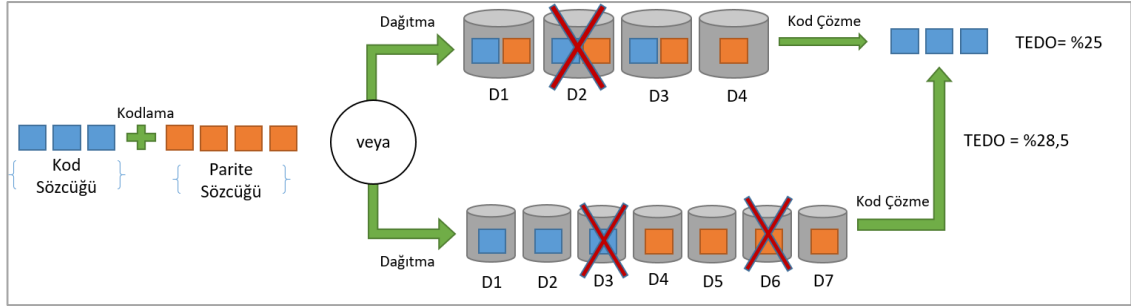 Dağıtma
Kod Çözme
TEDO= %25
D1
D2
D3
D4
Kodlama
veya
Kod
Sözcüğü
Parite
Sözcüğü
TEDO = %28,5
Kod Çözme
Dağıtma
D1
D2
D3
D4
D5
D6
D7